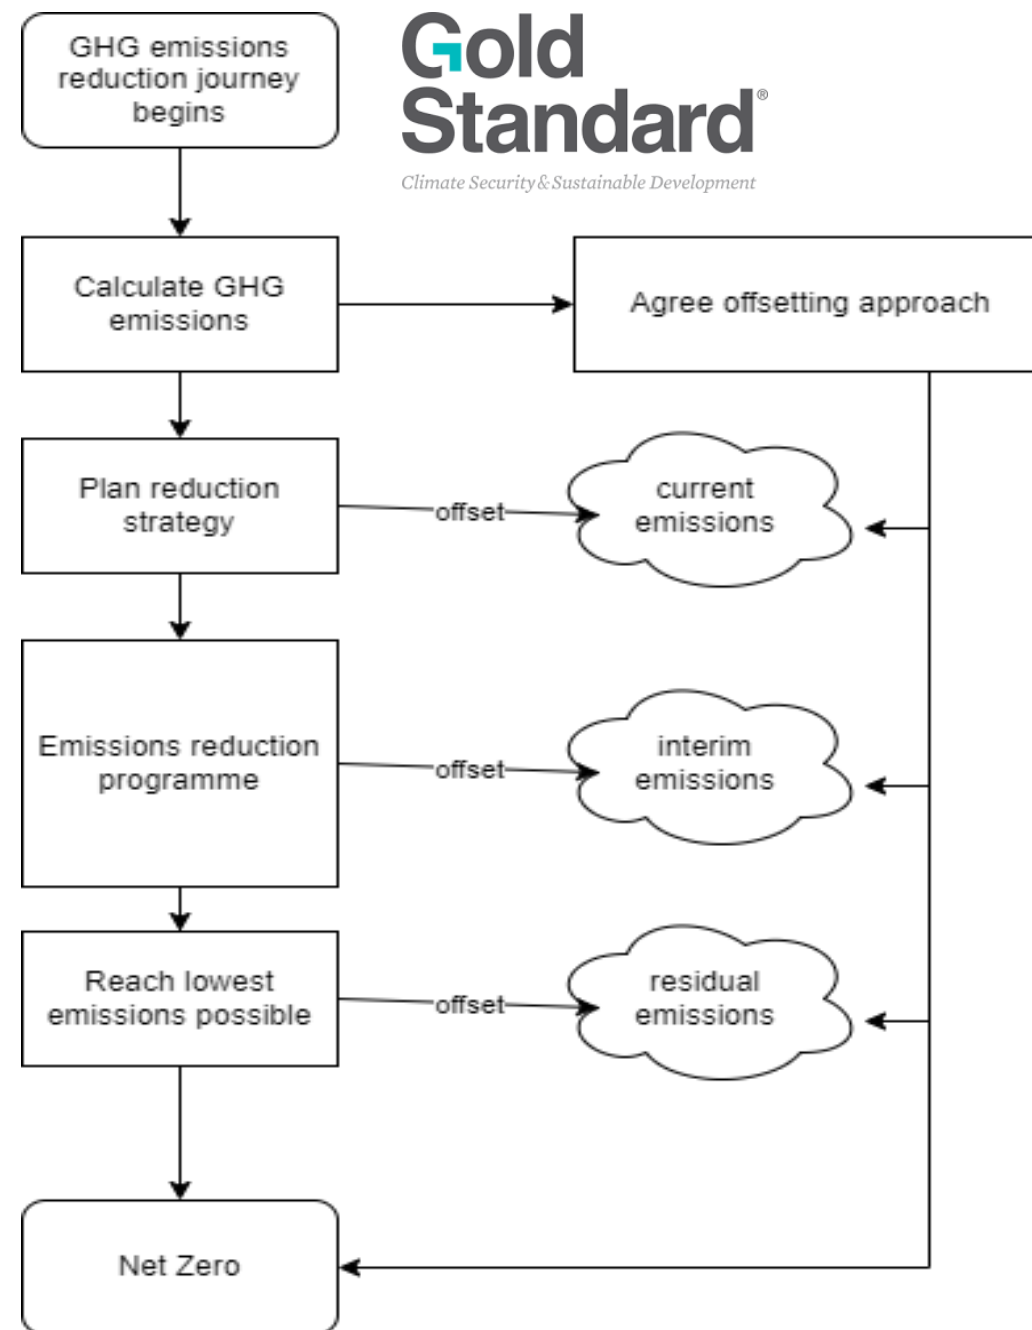 GHG emissions
reduction journey
begins
Gold
Standard®
Climate Security & Sustainable Development
Calculate GHG
emissions
Agree offsetting approach
Plan reduction
strategy
offset
current
emissions
Emissions reduction
programme
offset
interim
emissions
Reach lowest
emissions possible
offset
residual
emissions
Net Zero